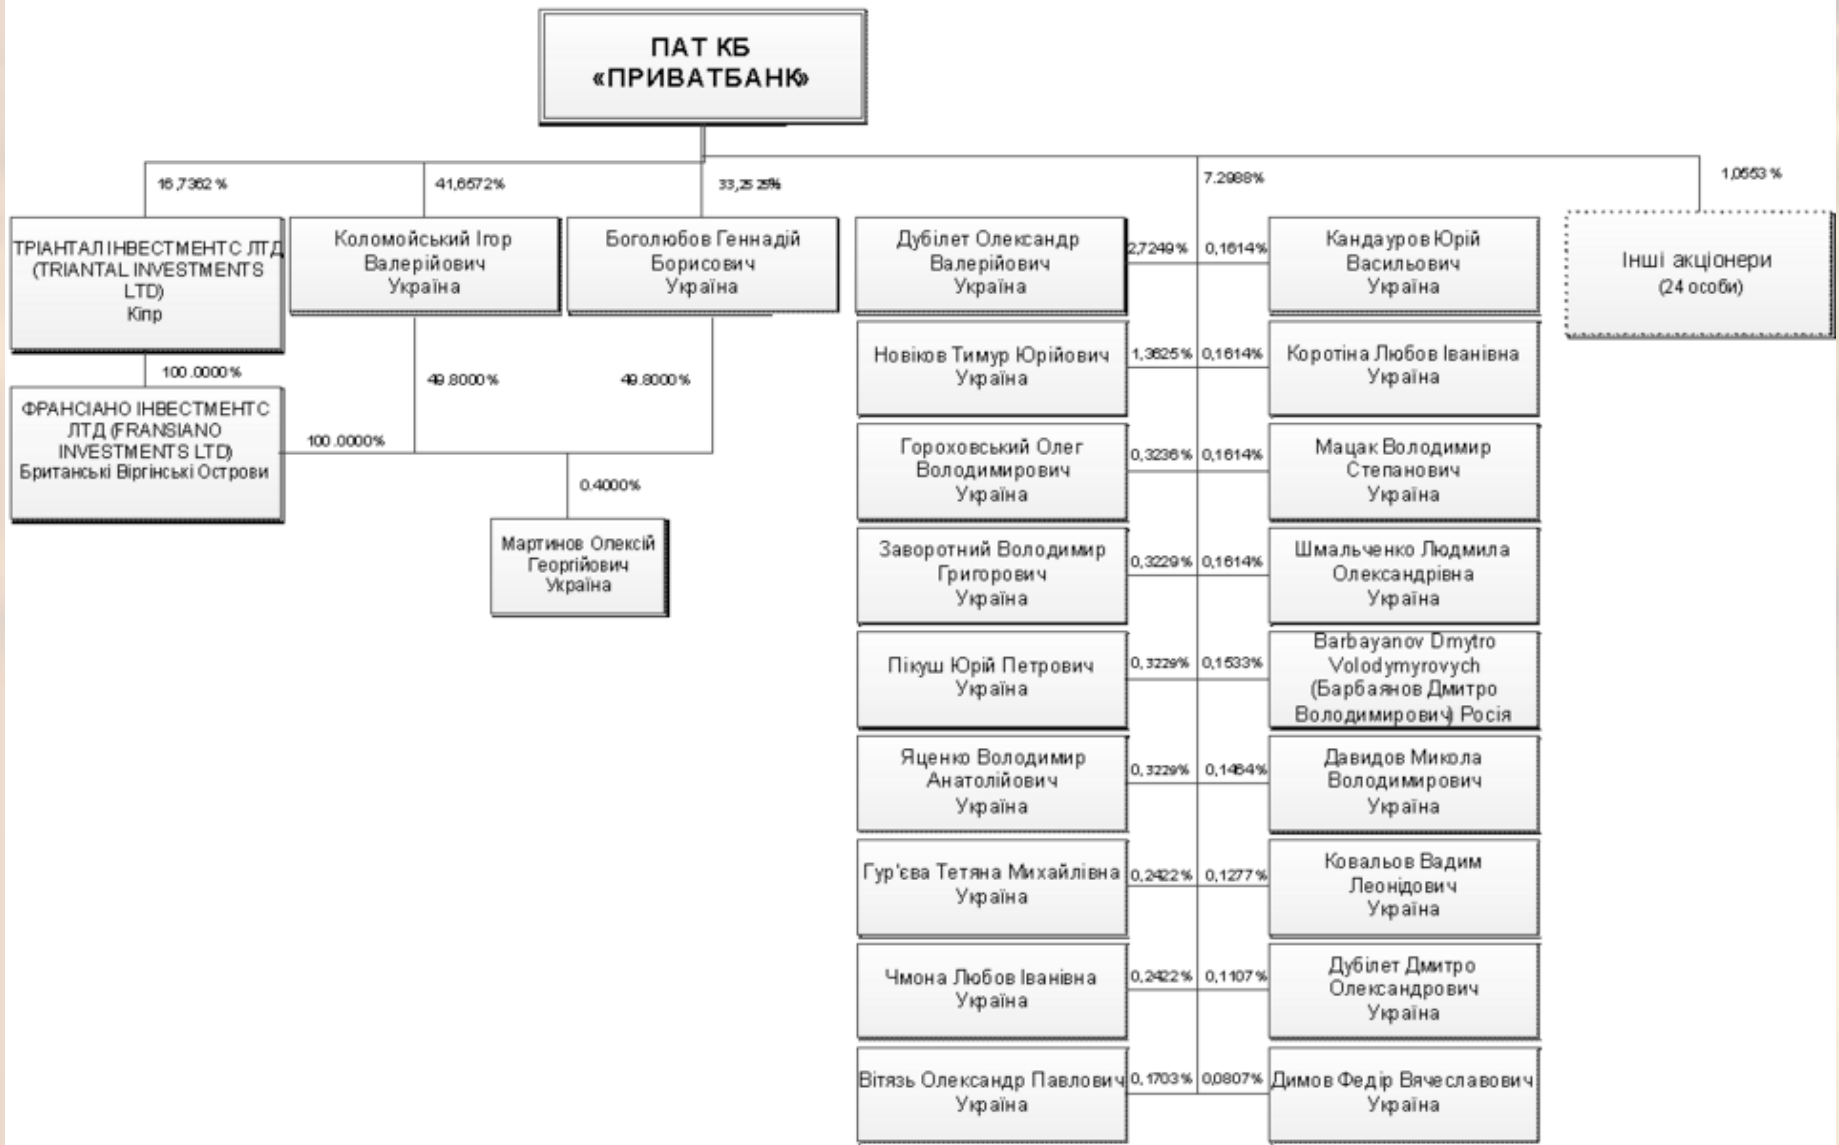 ПАТ КБ
«ПРИВАТБАНК»
16,7362%
41,6572%
33,2525%
7.2988%
1,0553%
ТРІАНТАЛ ІНВЕСТМЕНТС ЛТД
(TRIANTAL INVESTMENTS
LTD)
Кіпр
Коломойський Ігор
Валерійович
Україна
Боголюбов Геннадій
Борисович
Україна
Дубілет Олександр
Валерійович
Україна
2,7249%
0,1614%
Кандауров Юрій
Васильович
Україна
Інші акціонери
(24 особи)
100.0000%
49.8000%
49.8000%
Новіков Тимур Юрійович
Україна
1,3625%
0,1614%
Коротіна Любов Іванівна
Україна
ФРАНСІАНО ІНВЕСТМЕНТС
ЛТД (FRANSIANO
INVESTMENTS LTD)
Британські Віргінські Острови
100.0000%
0.4000%
Гороховський Олег
Володимирович
Україна
0,3236%
0,1614%
Мацак Володимир
Степанович
Україна
Мартинов Олексій
Георгійович
Україна
Заворотний Володимир
Григорович
Україна
0,3229%
0,1614%
Шмальченко Людмила
Олександрівна
Україна
Пікуш Юрій Петрович
Україна
0,3229%
0,1533%
Barbayanov Dmytro
Volodymyrovych
(Барбаянов Дмитро
Володимирович) Росія
Яценко Володимир
Анатолійович
Україна
0,3229%
0,1464%
Давидов Микола
Володимирович
Україна
Гур'єва Тетяна Михайлівна
Україна
0,2422%
0,1277%
Ковальов Вадим
Леонідович
Україна
Чмона Любов Іванівна
Україна
0,2422%
0,1107%
Дубілет Дмитро
Олександрович
Україна
Вітязь Олександр Павлович
Україна
0,1703%
0,0807%
Димов Федір Вячеславович
Україна